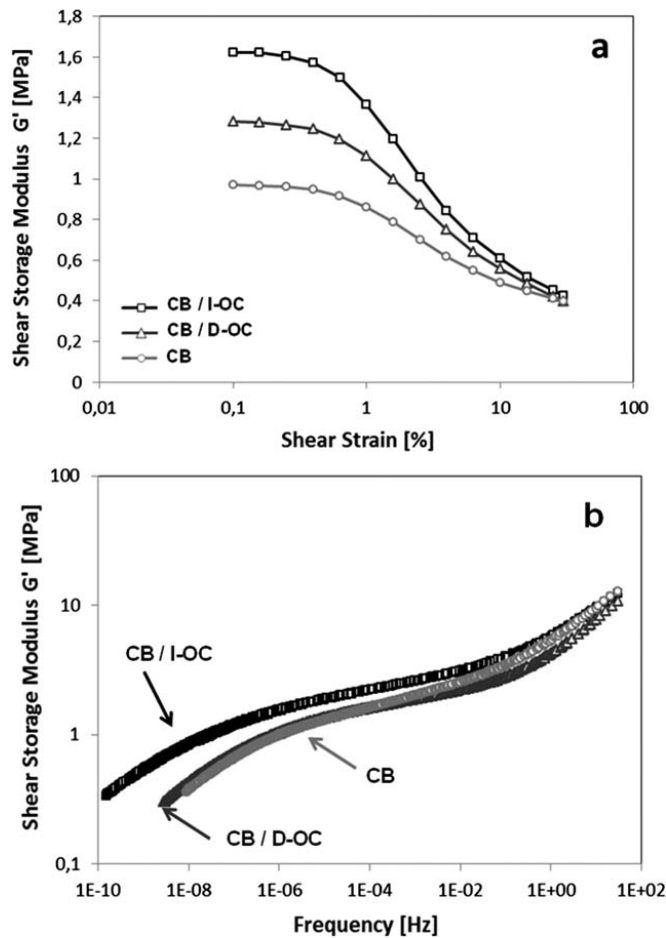 a
Shear Storage Modulus G' [MPa]
1,8
1,6
1,4
1,2
1
0,8
0,6
0,4
0,2
0
CB / I-OC
CB / D-OC
CB
0,01
0,1
1
10
100
Shear Strain [%]
b
Shear Storage Modulus G' [MPa]
100
10
1
0,1
CB / I-OC
CB
CB / D-OC
1E-10
1E-08
1E-06
1E-04
1E-02
1E+00
1E+02
Frequency [Hz]